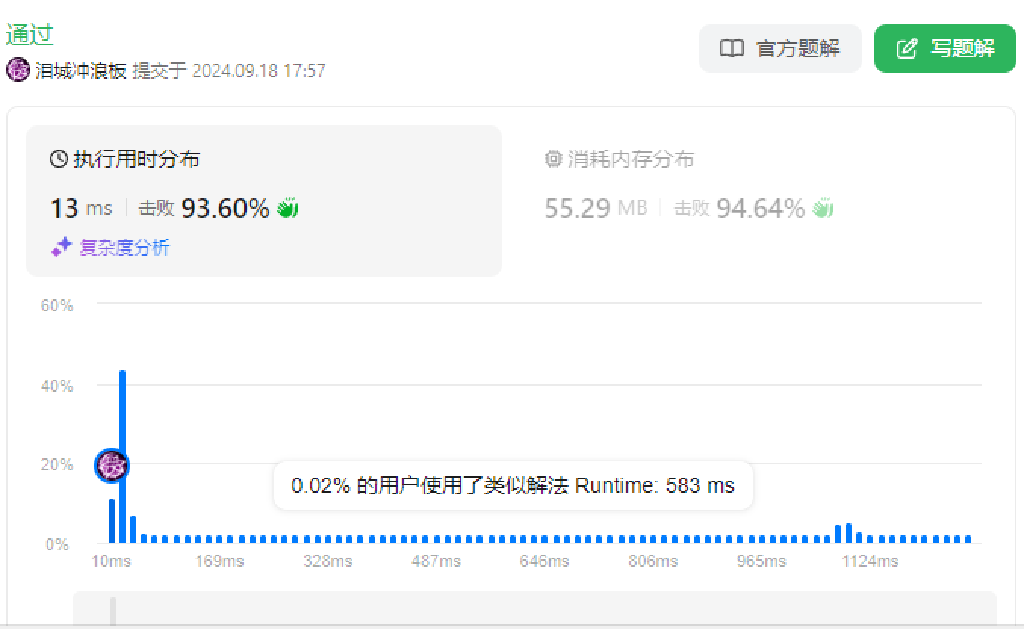 通过
泪城冲浪板 提交于 2024.09.18 17:57
官方题解
写题解
执行用时分布
13 ms 击败 93.60%
复杂度分析
消耗内存分布
55.29 MB 击败 94.64%
60%
40%
20%
0%
0.02% 的用户使用了类似解法 Runtime: 583 ms
10ms 169ms 328ms 487ms 646ms 806ms 965ms 1124ms